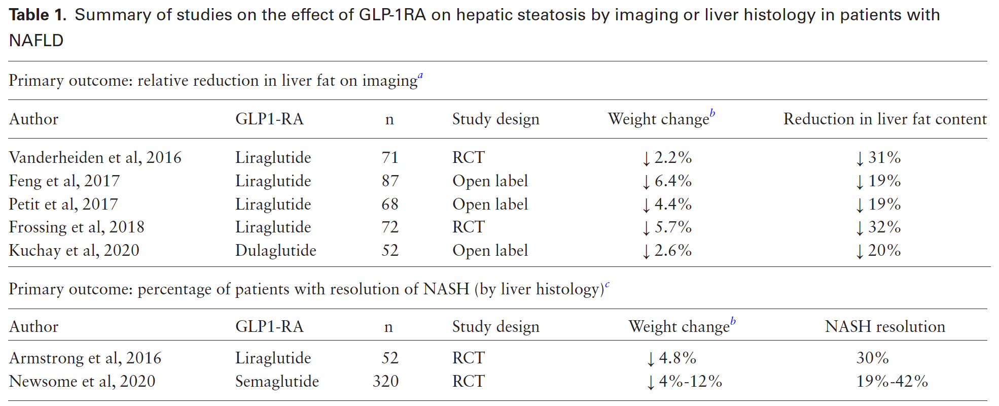 Table 1. Summary of studies on the effect of GLP-1RA on hepatic steatosis by imaging or liver histology in patients with
NAFLD
Primary outcome: relative reduction in liver fat on imaginga
Author GLP1-RA n Study design Weight changeb Reduction in liver fat content
Vanderheiden et al, 2016 Liraglutide 71 RCT ↓ 2.2% ↓ 31%
Feng et al, 2017 Liraglutide 87 Open label ↓ 6.4% ↓ 19%
Petit et al, 2017 Liraglutide 68 Open label ↓ 4.4% ↓ 19%
Frossing et al, 2018 Liraglutide 72 RCT ↓ 5.7% ↓ 32%
Kuchay et al, 2020 Dulaglutide 52 Open label ↓ 2.6% ↓ 20%
Primary outcome: percentage of patients with resolution of NASH (by liver histology)c
Author GLP1-RA n Study design Weight changeb NASH resolution
Armstrong et al, 2016 Liraglutide 52 RCT ↓ 4.8% 30%
Newsome et al, 2020 Semaglutide 320 RCT ↓ 4%-12% 19%-42%